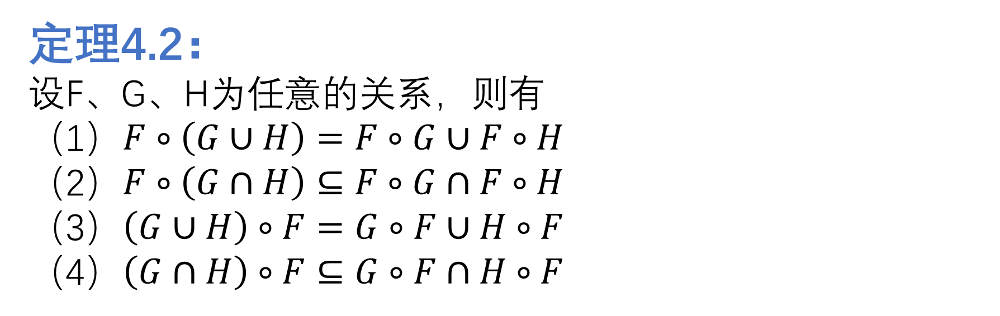 定理4.2：
设F、G、H为任意的关系，则有
（1）F∘(G∪H)=F∘G∪F∘H
（2）F∘(G∩H)⊆F∘G∩F∘H
（3）(G∪H)∘F=G∘F∪H∘F
（4）(G∩H)∘F⊆G∘F∩H∘F